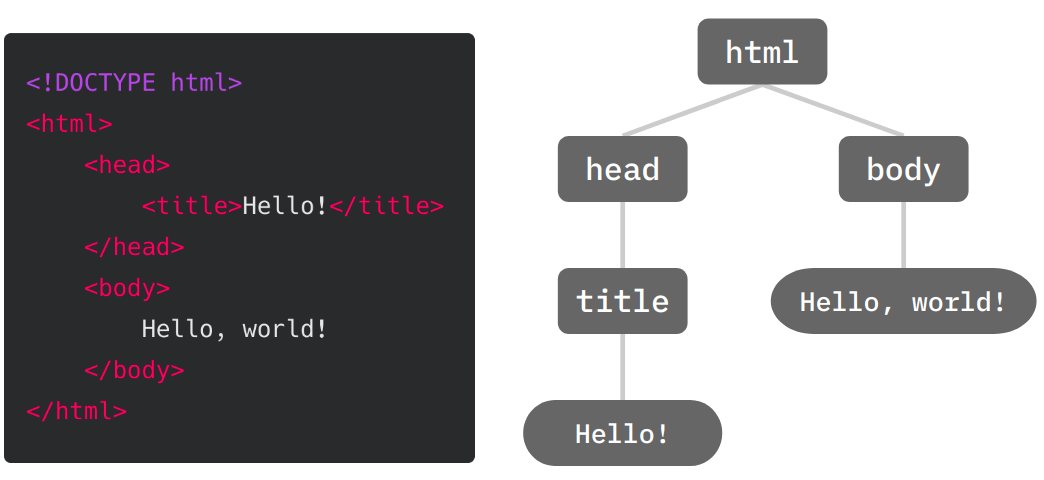 <!DOCTYPE html>
<html>
    <head>
        <title>Hello!</title>
    </head>
    <body>
        Hello, world!
    </body>
</html>
html
head
body
title
Hello, world!
Hello!